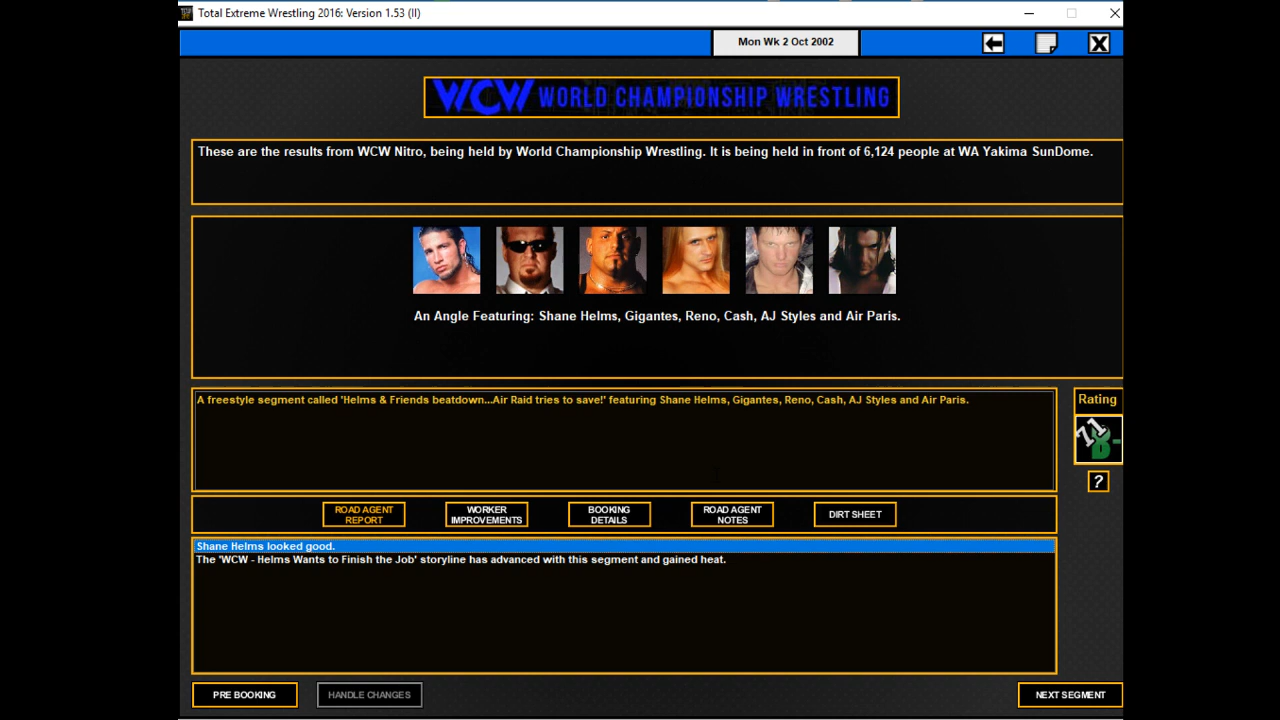 Total Extreme Wrestling 2016: Version 1.53 (II)
Mon Wk 2 Oct 2002
WCW WORLD CHAMPIONSHIP WRESTLING
These are the results from WCW Nitro, being held by World Championship Wrestling. It is being held in front of 6,124 people at WA Yakima SunDome.
An Angle Featuring: Shane Helms, Gigantes, Reno, Cash, AJ Styles and Air Paris.
A freestyle segment called 'Helms & Friends beatdown...Air Raid tries to save!' featuring Shane Helms, Gigantes, Reno, Cash, AJ Styles and Air Paris.
Rating
71
B-
?
ROAD AGENT REPORT
WORKER IMPROVEMENTS
BOOKING DETAILS
ROAD AGENT NOTES
DIRT SHEET
Shane Helms looked good.
The 'WCW - Helms Wants to Finish the Job' storyline has advanced with this segment and gained heat.
PRE BOOKING
HANDLE CHANGES
NEXT SEGMENT